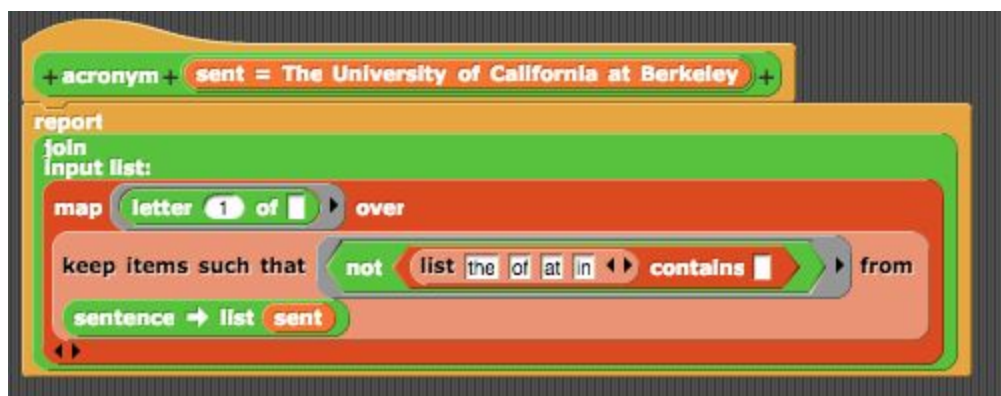 + acronym + sent = The University of California at Berkeley +
report
join
input list:
map letter 1 of over
keep items such that not list the of at in contains from
sentence → list sent